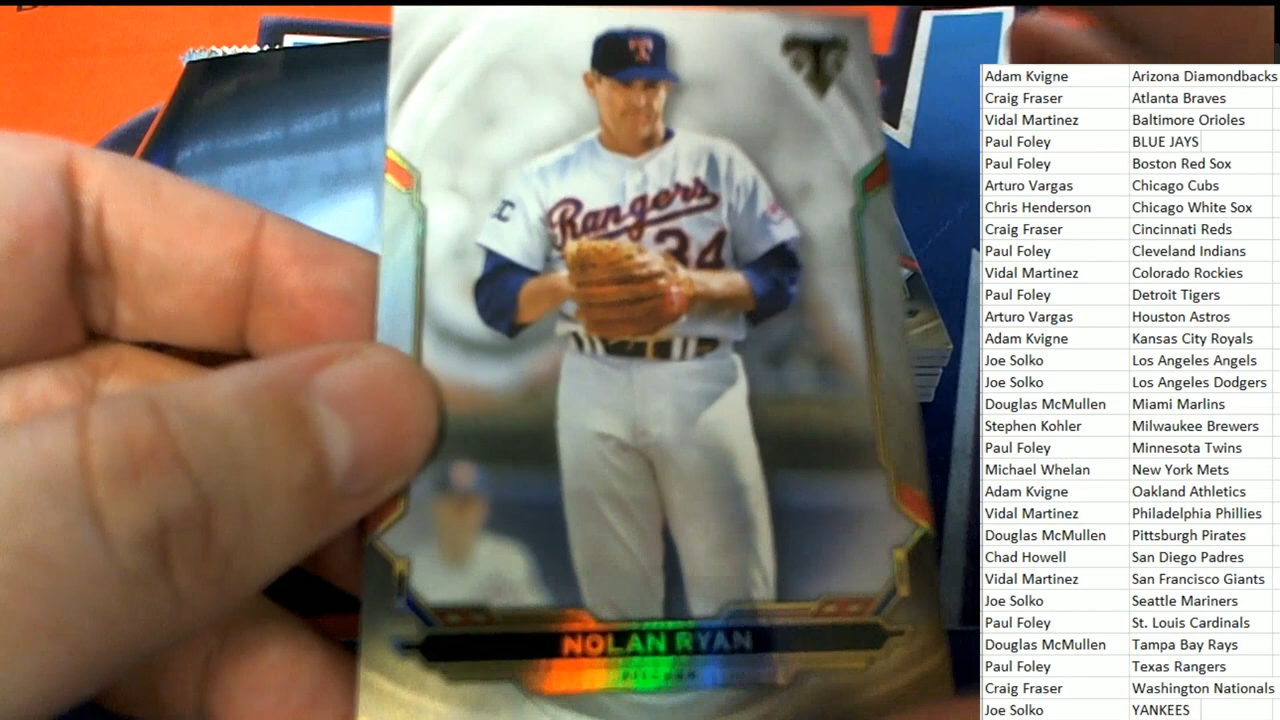 T
Rangers
34
NOLAN RYAN
Adam Kvigne Arizona Diamondbacks
Craig Fraser Atlanta Braves
Vidal Martinez Baltimore Orioles
Paul Foley BLUE JAYS
Paul Foley Boston Red Sox
Arturo Vargas Chicago Cubs
Chris Henderson Chicago White Sox
Craig Fraser Cincinnati Reds
Paul Foley Cleveland Indians
Vidal Martinez Colorado Rockies
Paul Foley Detroit Tigers
Arturo Vargas Houston Astros
Adam Kvigne Kansas City Royals
Joe Solko Los Angeles Angels
Joe Solko Los Angeles Dodgers
Douglas McMullen Miami Marlins
Stephen Kohler Milwaukee Brewers
Paul Foley Minnesota Twins
Michael Whelan New York Mets
Adam Kvigne Oakland Athletics
Vidal Martinez Philadelphia Phillies
Douglas McMullen Pittsburgh Pirates
Chad Howell San Diego Padres
Vidal Martinez San Francisco Giants
Joe Solko Seattle Mariners
Paul Foley St. Louis Cardinals
Douglas McMullen Tampa Bay Rays
Paul Foley Texas Rangers
Craig Fraser Washington Nationals
Joe Solko YANKEES